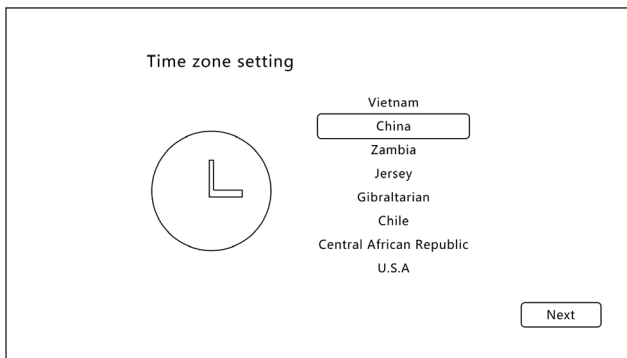 Time zone setting
Vietnam
China
Zambia
Jersey
Gibraltarian
Chile
Central African Republic
U.S.A
Next